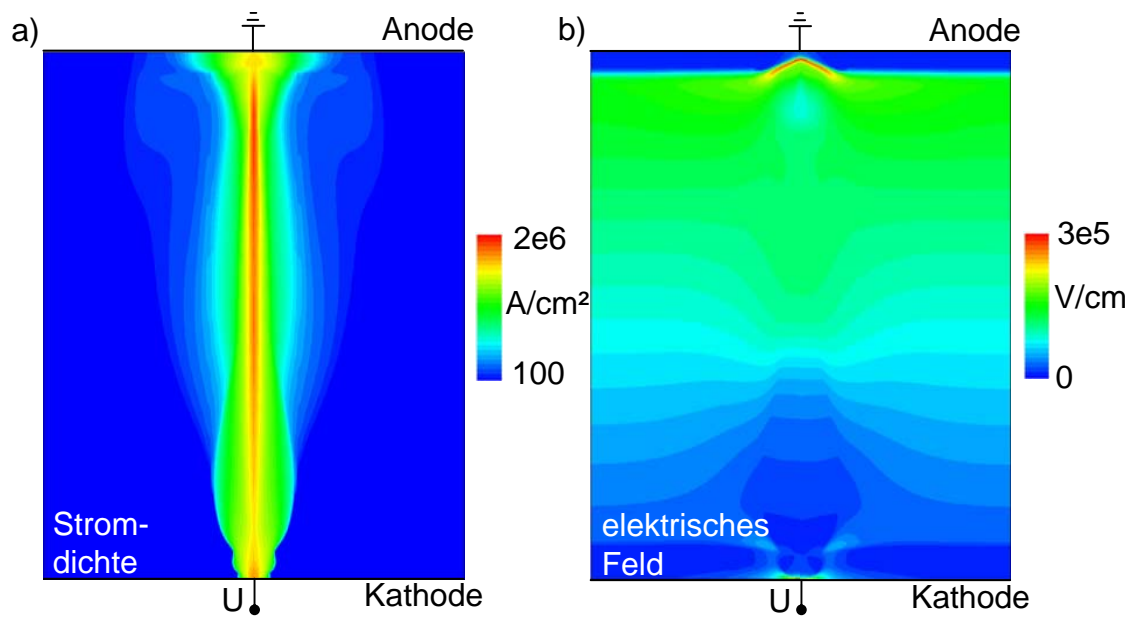 a)
Anode
2e6
A/cm²
100
Strom-
dichte
U
Kathode
b)
Anode
3e5
V/cm
0
elektrisches
Feld
U
Kathode